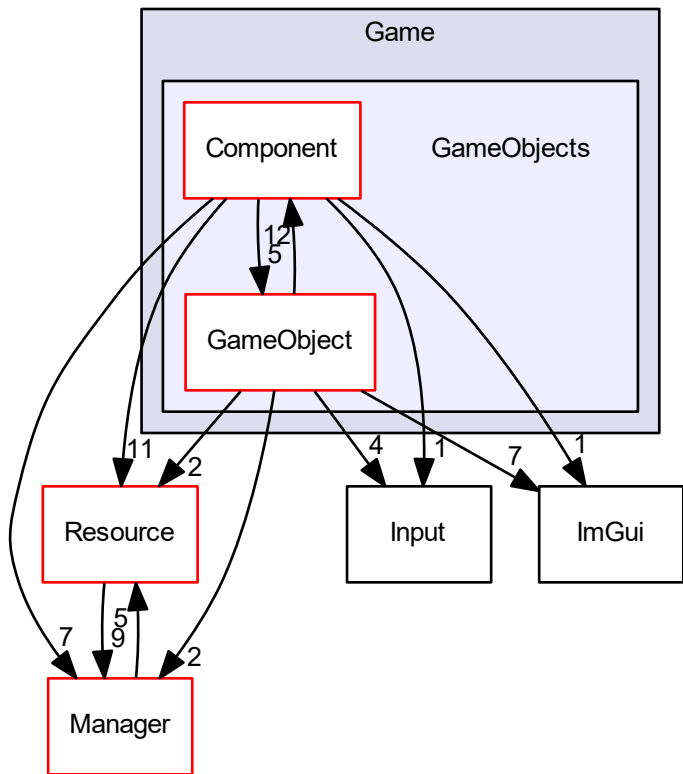 Game
Component
GameObjects
12
5
GameObject
11
2
4
1
7
1
Resource
Input
ImGui
5
7
9
2
Manager